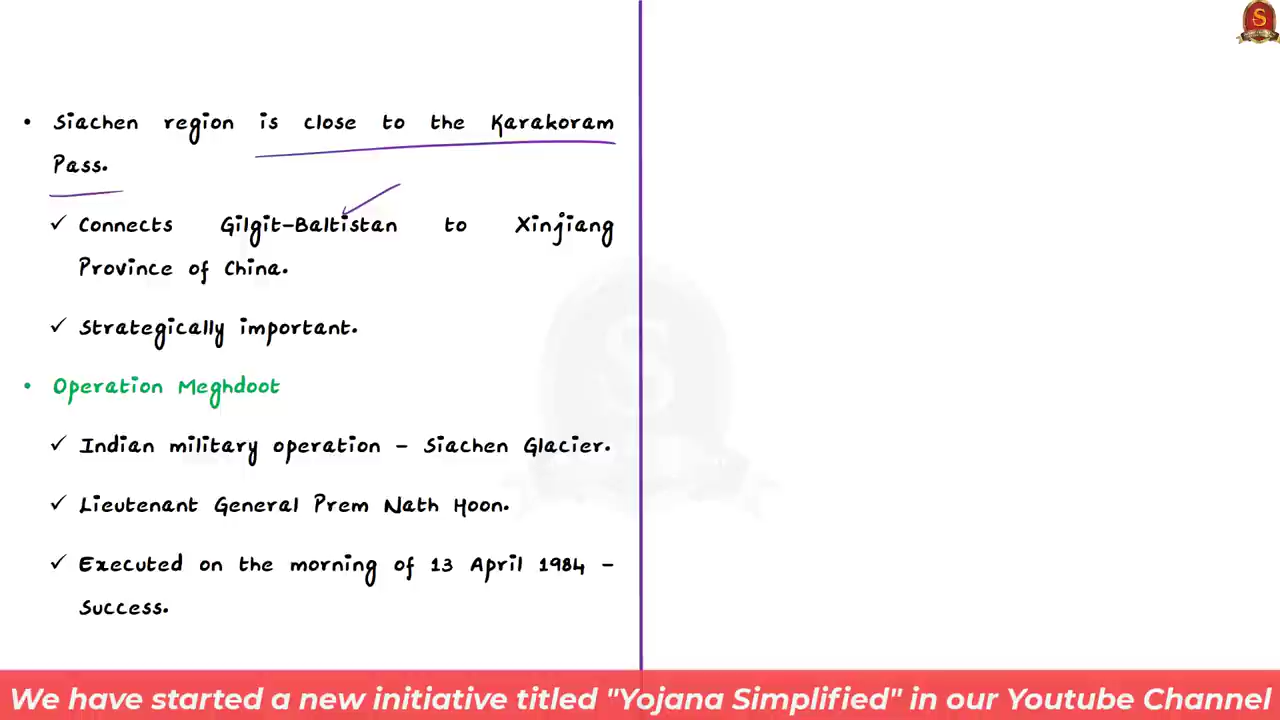 • Siachen region is close to the Karakoram
Pass.
✓ Connects Gilgit-Baltistan to Xinjiang
Province of China.
✓ Strategically important.
• Operation Meghdoot
✓ Indian military operation - Siachen Glacier.
✓ Lieutenant General Prem Nath Hoon.
✓ Executed on the morning of 13 April 1984 -
Success.
S
S
We have started a new initiative titled "Yojana Simplified" in our Youtube Channel